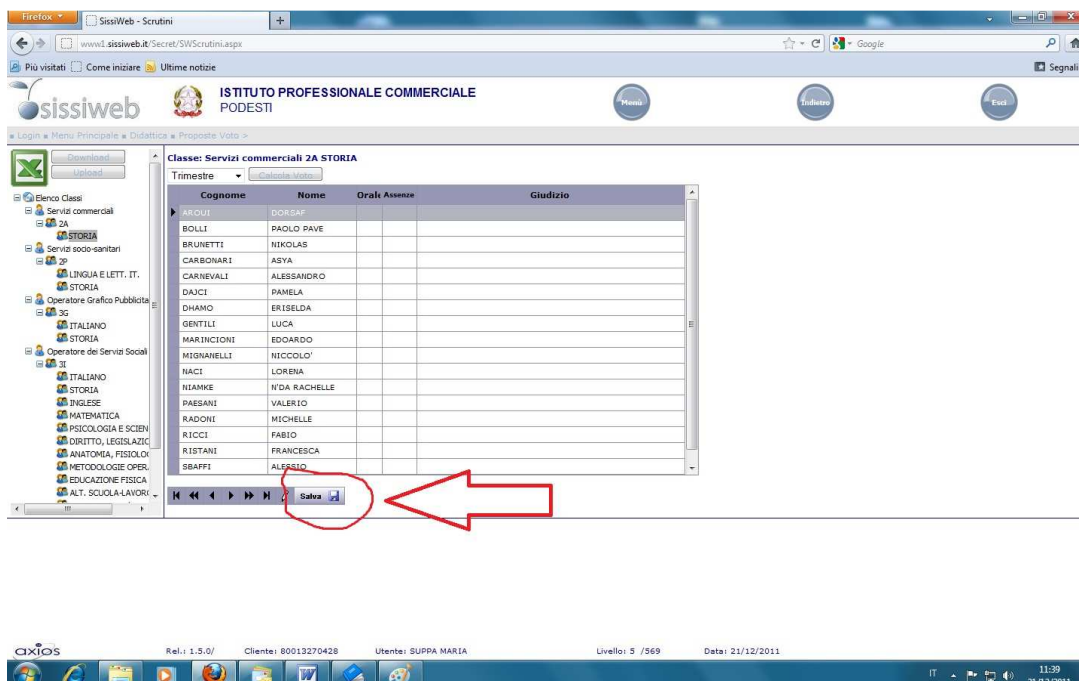 Firefox
SissiWeb - Scrutini
www1.sissiweb.it/Secret/SWScrutini.aspx
Google
Più visitati
Come iniziare
Ultime notizie
Segnali
sissiweb
ISTITUTO PROFESSIONALE COMMERCIALE
PODESTI
Menù
Indietro
Esci
Login Menu Principale Didattica Proposte Voto >
Download
Upload
Elenco Classi
Servizi commerciali
2A
STORIA
Servizi socio-sanitari
2P
LINGUA E LETT. IT.
STORIA
Operatore Grafico Pubblicita
3G
ITALIANO
STORIA
Operatore dei Servizi Sociali
3I
ITALIANO
STORIA
INGLESE
MATEMATICA
PSICOLOGIA E SCIEN
DIRITTO, LEGISLAZIC
ANATOMIA, FISIOLO
METODOLOGIE OPER.
EDUCAZIONE FISICA
ALT. SCUOLA-LAVOR
Classe: Servizi commerciali 2A STORIA
Trimestre
Calcola Voto
Cognome Nome Orale Assenze Giudizio
AROUI DORSAF
BOLLI PAOLO PAVE
BRUNETTI NIKOLAS
CARBONARI ASYA
CARNEVALI ALESSANDRO
DAJCI PAMELA
DHAMO ERISELDA
GENTILI LUCA
MARINCIONI EDOARDO
MIGNANELLI NICCOLO'
NACI LORENA
NIAMKE N'DA RACHELLE
PAESANI VALERIO
RADONI MICHELLE
RICCI FABIO
RISTANI FRANCESCA
SBAFFI ALESSIO
Salva
axios
Rel.: 1.5.0/
Cliente: 80013270428
Utente: SUPPA MARIA
Livello: 5 /569
Data: 21/12/2011
IT
11:39
21/12/2011